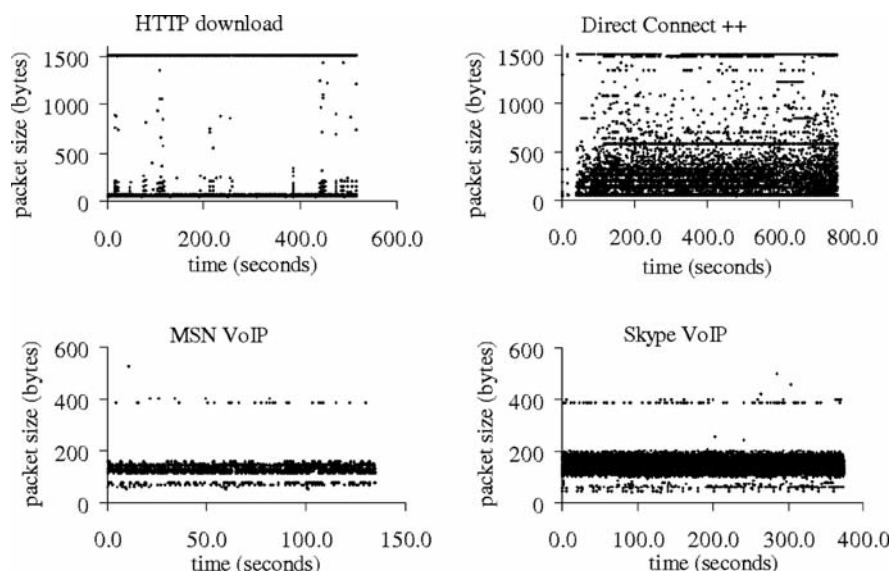 HTTP download
packet size (bytes)
1500
1000
500
0
0.0 200.0 400.0 600.0
time (seconds)
Direct Connect ++
packet size (bytes)
1500
1000
500
0
.0 200.0 400.0 600.0 800.0
time (seconds)
MSN VoIP
packet size (bytes)
600
400
200
0
0.0 50.0 100.0 150.0
time (seconds)
Skype VoIP
packet size (bytes)
600
400
200
0
0.0 100.0 200.0 300.0 400.0
time (seconds)